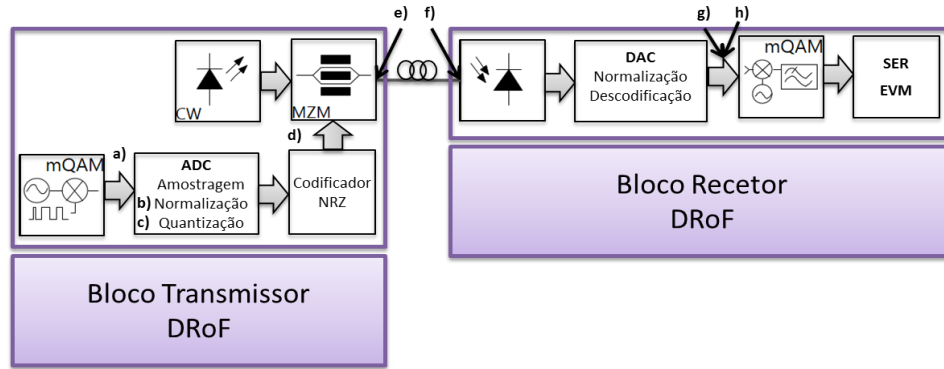 e)
f)
g)
h)
CW
MZM
d)
mQAM
a)
ADC
Amostragem
b) Normalização
c) Quantização
Codificador
NRZ
Bloco Transmissor
DRoF
DAC
Normalização
Descodificação
mQAM
SER
EVM
Bloco Recetor
DRoF